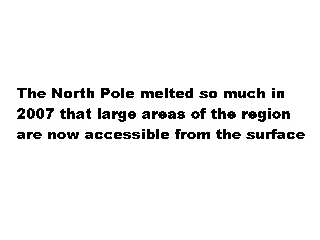 The North Pole melted so much in
2007 that large areas of the region
are now accessible from the surface